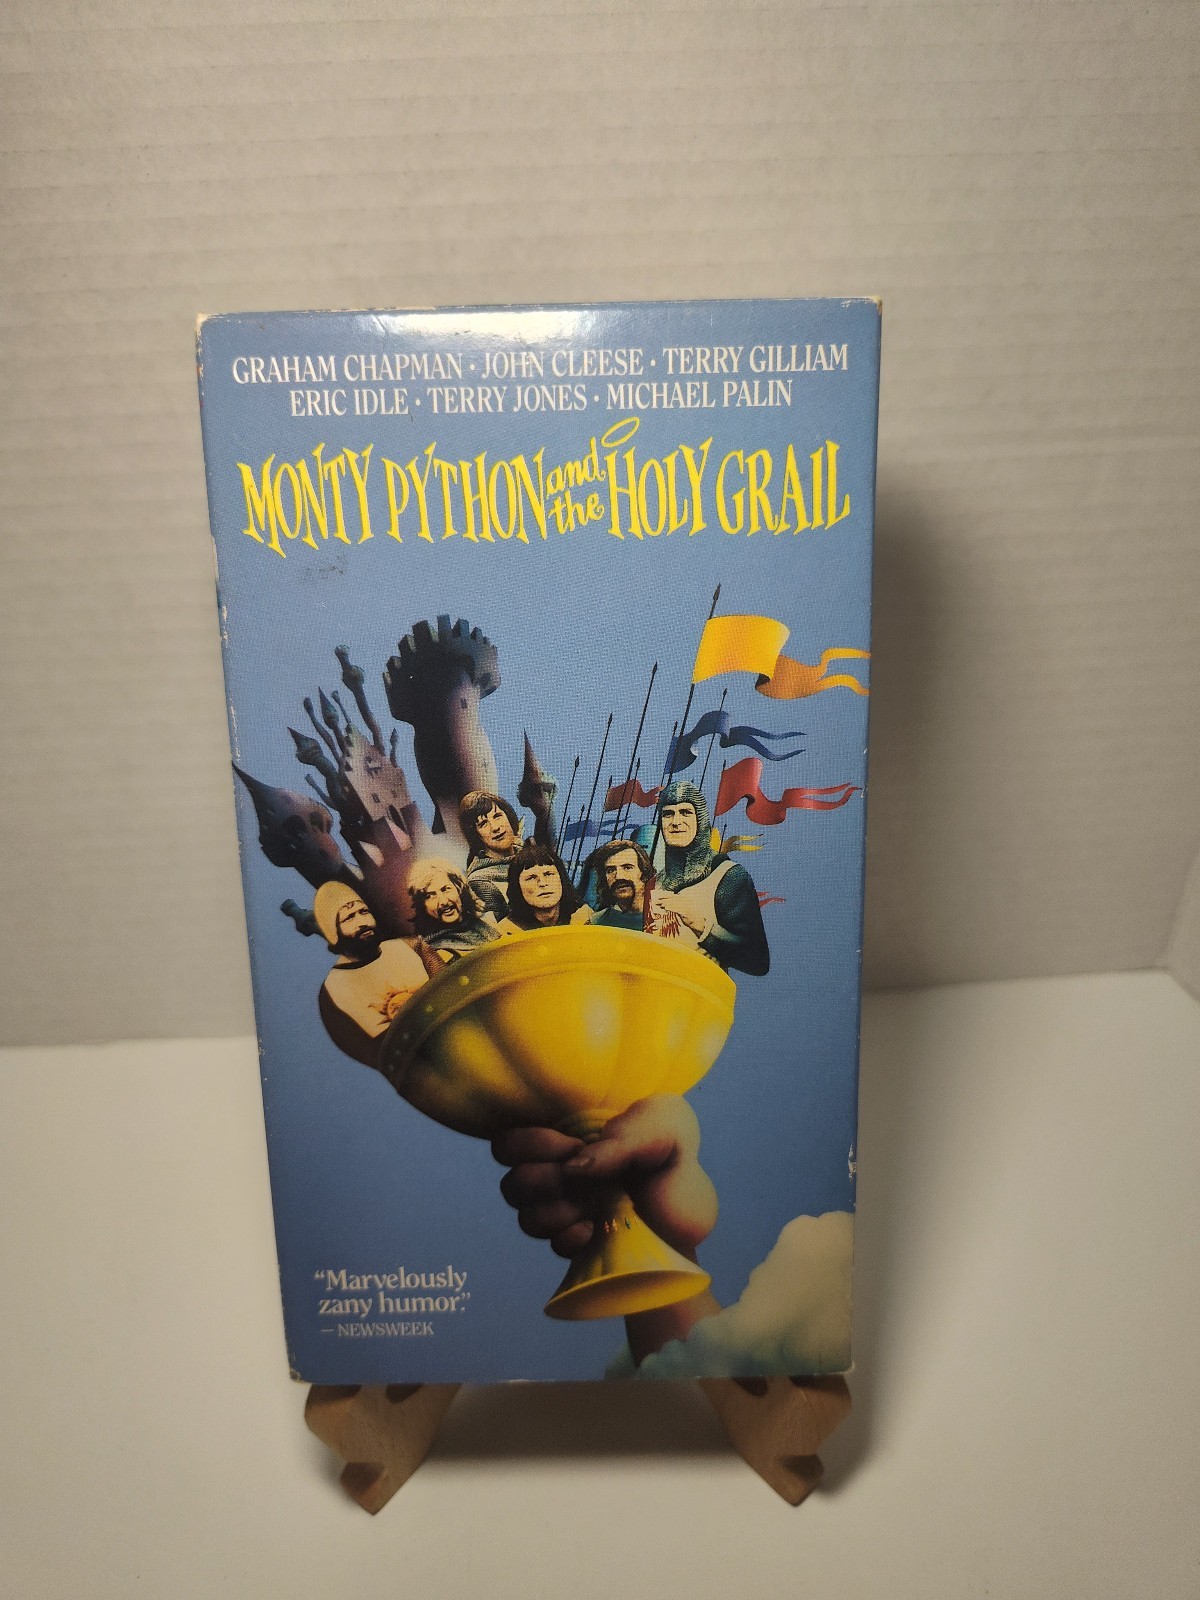 GRAHAM CHAPMAN · JOHN CLEESE · TERRY GILLIAM
ERIC IDLE · TERRY JONES · MICHAEL PALIN
MONTY PYTHON and the HOLY GRAIL
“Marvelously
zany humor.”
— NEWSWEEK